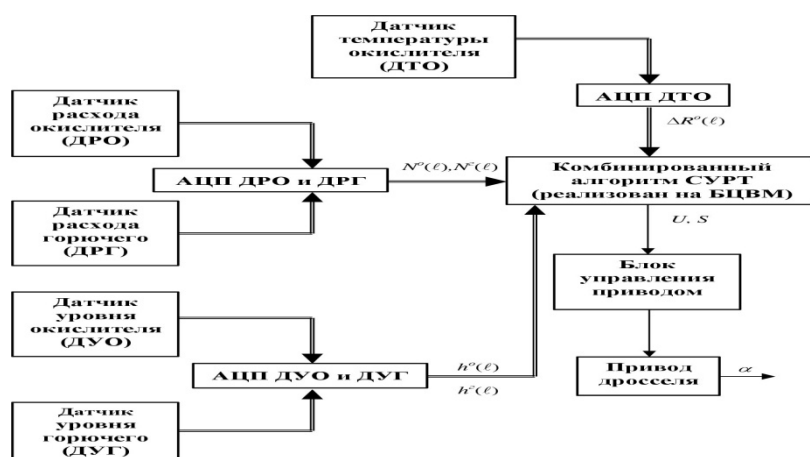 Датчик
температуры
окислителя
(ДТО)
АЦП ДТО
ΔR°(ℓ)
Датчик
расхода
окислителя
(ДРО)
АЦП ДРО и ДРГ
N°(ℓ), Nᶜ(ℓ)
Комбинированный
алгоритм СУРТ
(реализован на БЦВМ)
Датчик
расхода
горючего
(ДРГ)
U, S
Блок
управления
приводом
Датчик
уровня
окислителя
(ДУО)
АЦП ДУО и ДУГ
h°(ℓ)
hᶜ(ℓ)
Привод
дросселя
α
Датчик
уровня
горючего
(ДУГ)